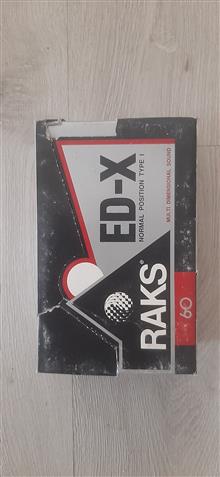 ED-X
NORMAL POSITION TYPE I
MULTI DIMENSIONAL SOUND
RAKS
60